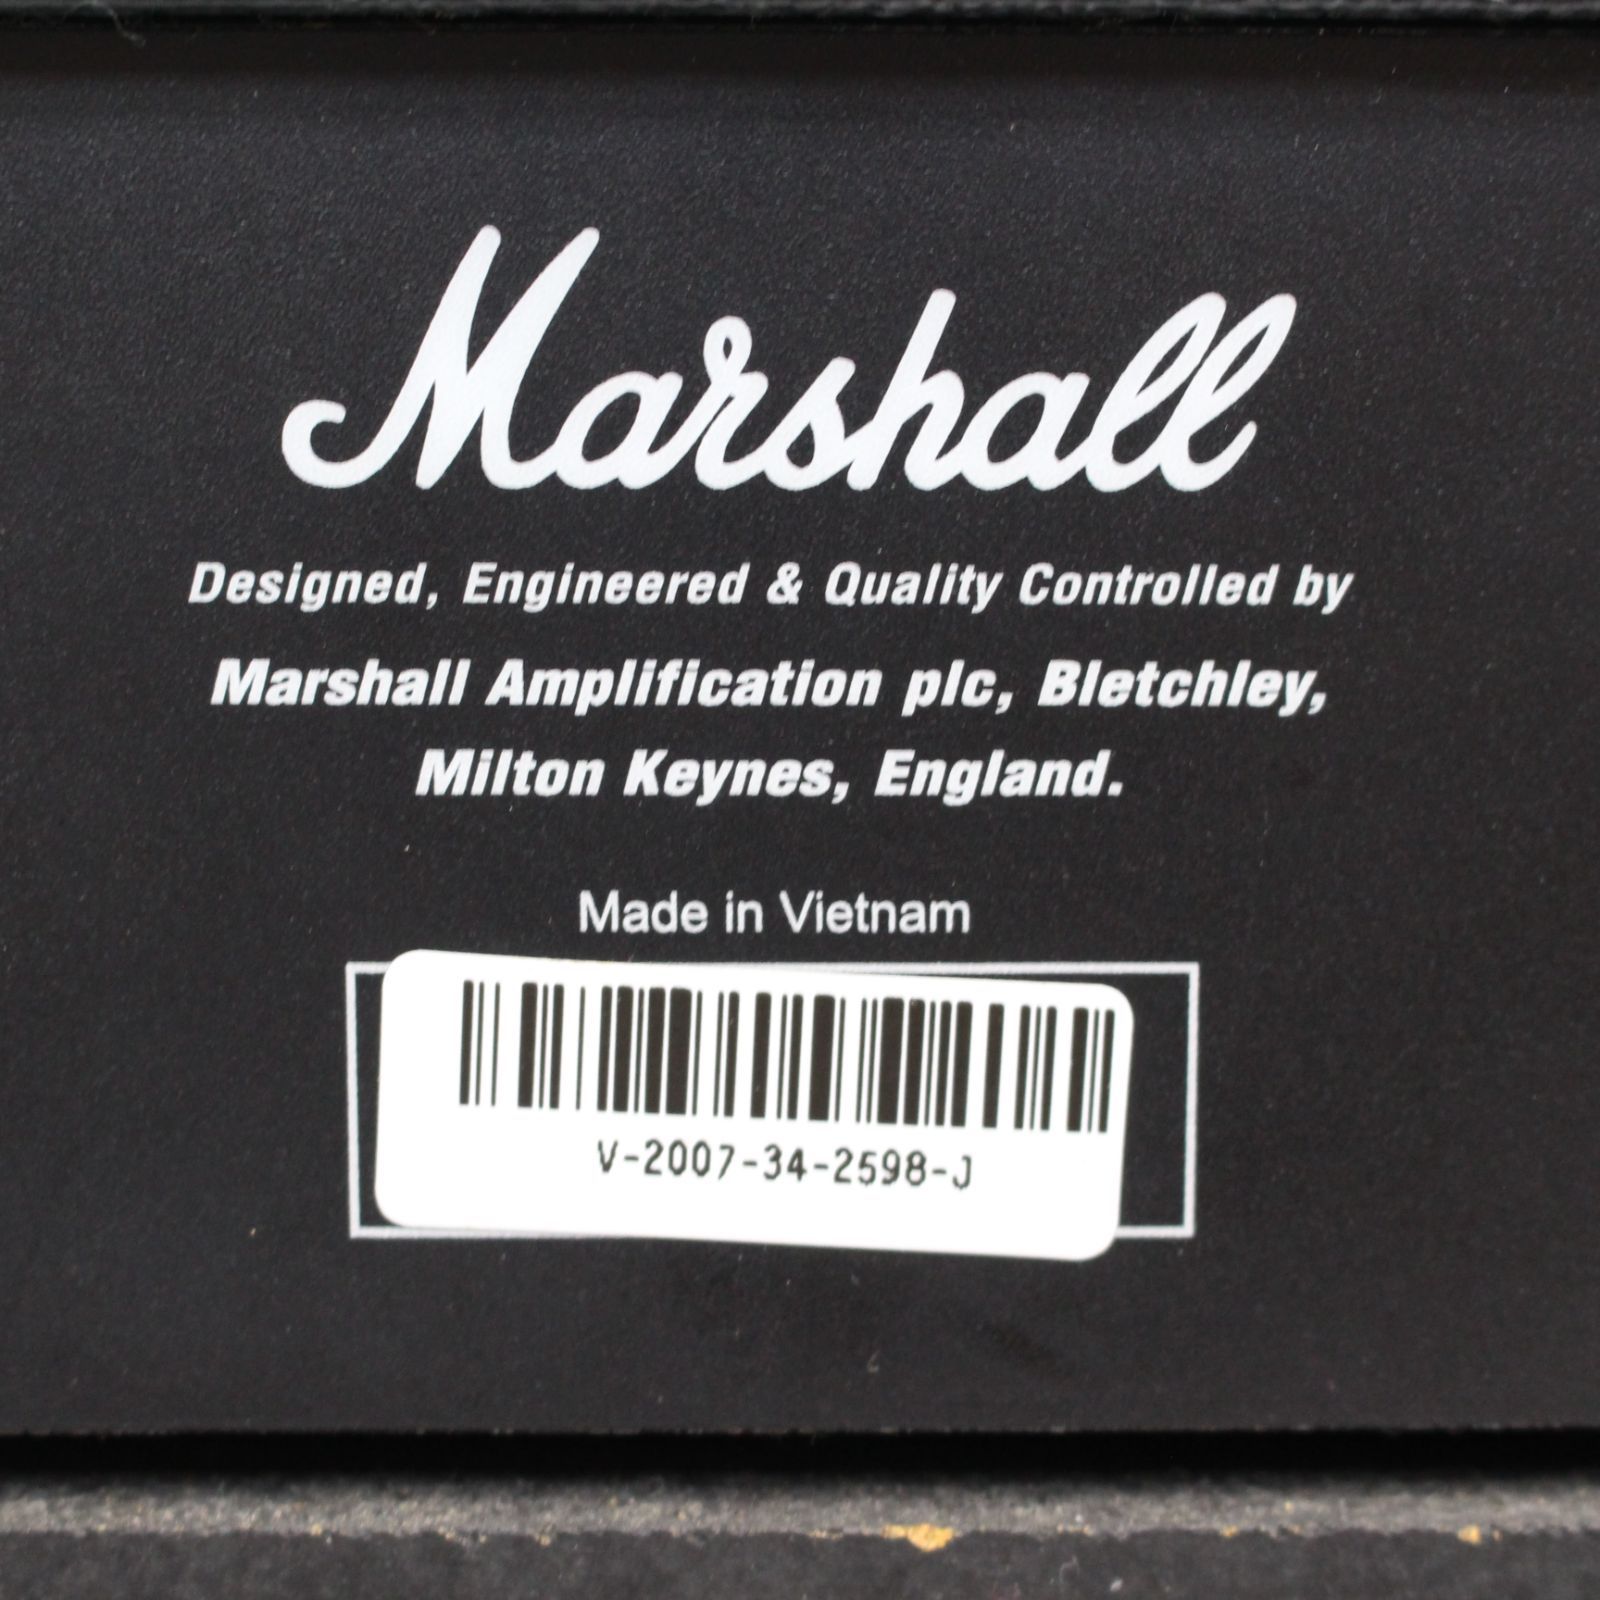 Marshall
Designed, Engineered & Quality Controlled by
Marshall Amplification plc, Bletchley,
Milton Keynes, England.
Made in Vietnam
V-2007-34-2598-J